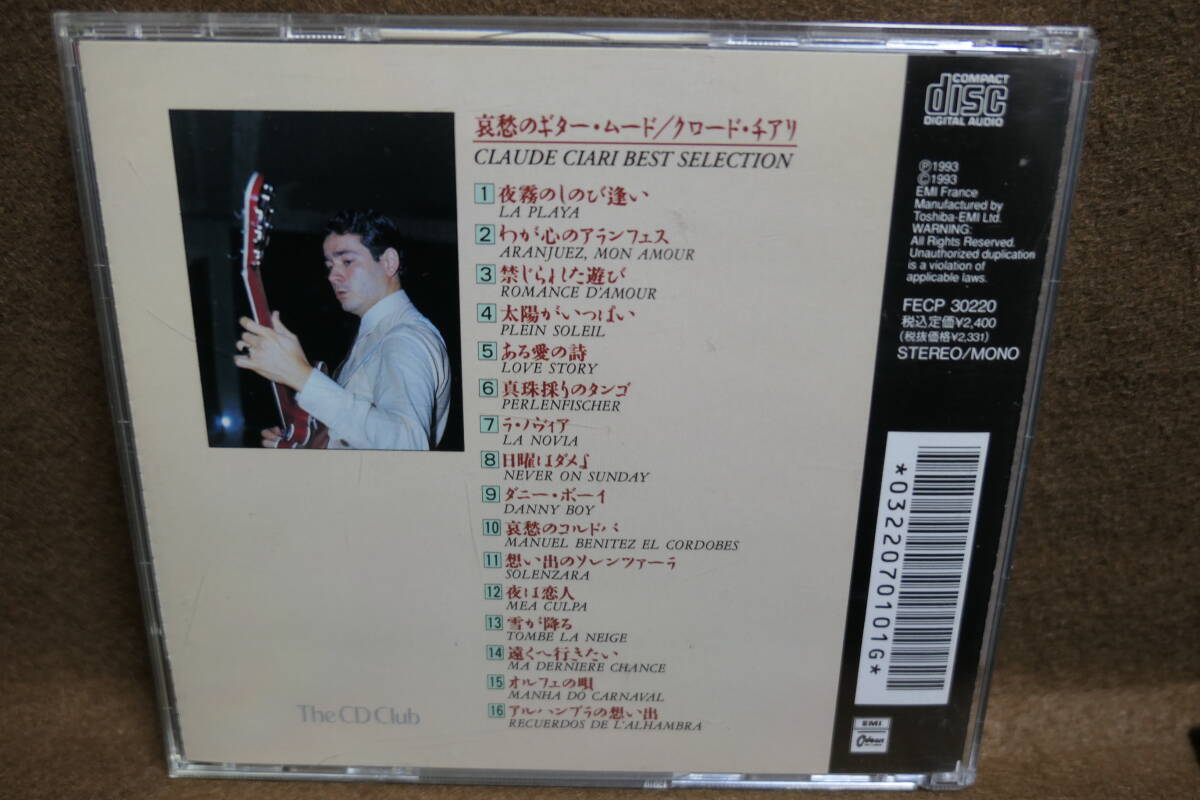 哀愁のギター・ムード/クロード・チアリ
CLAUDE CIARI BEST SELECTION
1 夜霧のしのび逢い
LA PLAYA
2 わが心のアランフェス
ARANJUEZ, MON AMOUR
3 禁じられた遊び
ROMANCE D'AMOUR
4 太陽がいっぱい
PLEIN SOLEIL
5 ある愛の詩
LOVE STORY
6 真珠採りのタンゴ
PERLENFISCHER
7 ラ・ノヴィア
LA NOVIA
8 日曜はダメよ
NEVER ON SUNDAY
9 ダニー・ボーイ
DANNY BOY
10 哀愁のコルドバ
MANUEL BENITEZ EL CORDOBES
11 想い出のソレンツァーラ
SOLENZARA
12 夜は恋人
MEA CULPA
13 雪が降る
TOMBE LA NEIGE
14 遠くへ行きたい
MA DERNIERE CHANCE
15 オルフェの唄
MANHA DO CARNAVAL
16 アルハンブラの想い出
RECUERDOS DE L'ALHAMBRA
The CD Club
COMPACT
disc
DIGITAL AUDIO
Ⓟ1993
©1993
EMI France
Manufactured by
Toshiba-EMI Ltd.
WARNING:
All Rights Reserved.
Unauthorized duplication
is a violation of
applicable laws.
FECP 30220
税込定価¥2,400
(税抜価格¥2,331)
STEREO/MONO
*0322070101G*
EMI
Odeon